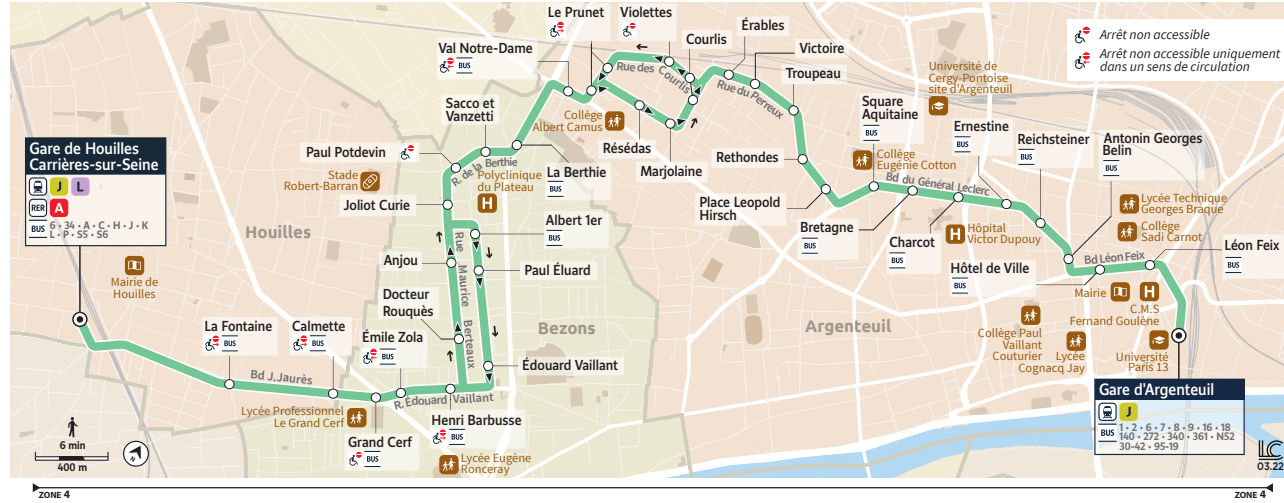 Arrêt non accessible
Arrêt non accessible uniquement
dans un sens de circulation
Gare de Houilles
Carrières-sur-Seine
J L
RER A
BUS 6 • 34 • A • C • H • J • K
L • P • S5 • S6
Mairie de
Houilles
Houilles
La Fontaine
BUS
Calmette
BUS
Bd J.Jaurès
Lycée Professionnel
Le Grand Cerf
Grand Cerf
BUS
Émile Zola
BUS
R. Édouard Vaillant
Henri Barbusse
BUS
Lycée Eugène
Ronceray
Docteur
Rouquès
Anjou
Joliot Curie
Rue Maurice Berteaux
Édouard Vaillant
Paul Éluard
Albert 1er
BUS
Bezons
Stade
Robert-Barran
Paul Potdevin
R. de la Berthie
Polyclinique
du Plateau
H
Sacco et
Vanzetti
La Berthie
BUS
Val Notre-Dame
BUS
Le Prunet
Violettes
Courlis
Rue des Courlis
Collège
Albert Camus
Résédas
Marjolaine
Érables
Victoire
Troupeau
Rue du Perreux
Rethondes
Place Leopold
Hirsch
Square
Aquitaine
BUS
Collège
Eugénie Cotton
Université de
Cergy-Pontoise
site d'Argenteuil
Bd du Général Leclerc
Bretagne
BUS
Charcot
BUS
Ernestine
BUS
H
Hôpital
Victor Dupouy
Reichsteiner
BUS
Antonin Georges
Belin
BUS
Lycée Technique
Georges Braque
Collège
Sadi Carnot
Hôtel de Ville
BUS
Bd Léon Feix
Léon Feix
BUS
Mairie
H
C.M.S
Fernand Goulène
Argenteuil
Collège Paul
Vaillant
Couturier
Lycée
Cognacq Jay
Université
Paris 13
Gare d'Argenteuil
J
BUS 1 • 2 • 6 • 7 • 8 • 9 • 16 • 18
140 • 272 • 340 • 361 • N52
30-42 • 95-19
6 min
400 m
LC
03.22
ZONE 4
ZONE 4